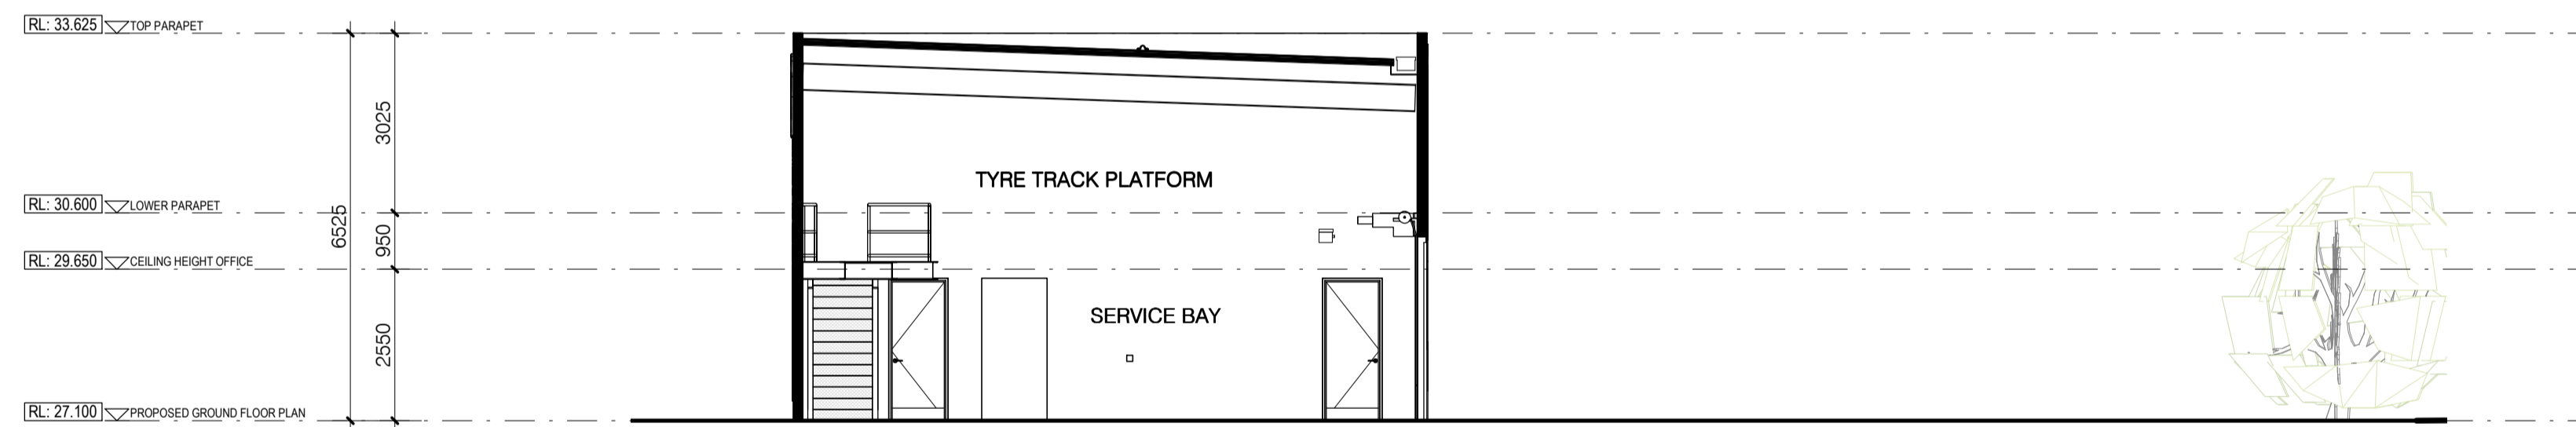 RL: 33.625 TOP PARAPET
3025
TYRE TRACK PLATFORM
RL: 30.600 LOWER PARAPET
6525
950
RL: 29.650 CEILING HEIGHT OFFICE
SERVICE BAY
2550
RL: 27.100 PROPOSED GROUND FLOOR PLAN